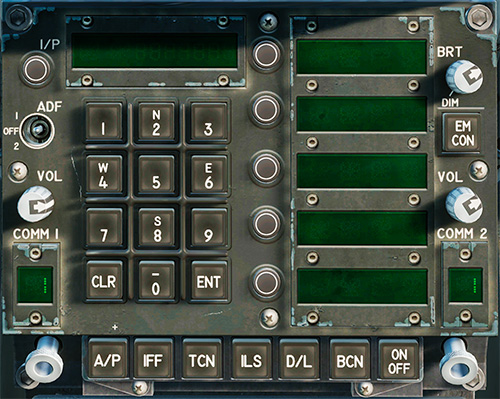 I/P
BRT
ADF
1
OFF
2
DIM
N
1 2 3
EM
CON
W E
4 5 6
VOL
VOL
S
7 8 9
COMM 1
COMM 2
CLR
–
0
ENT
A/P
IFF
TCN
ILS
D/L
BCN
ON
OFF